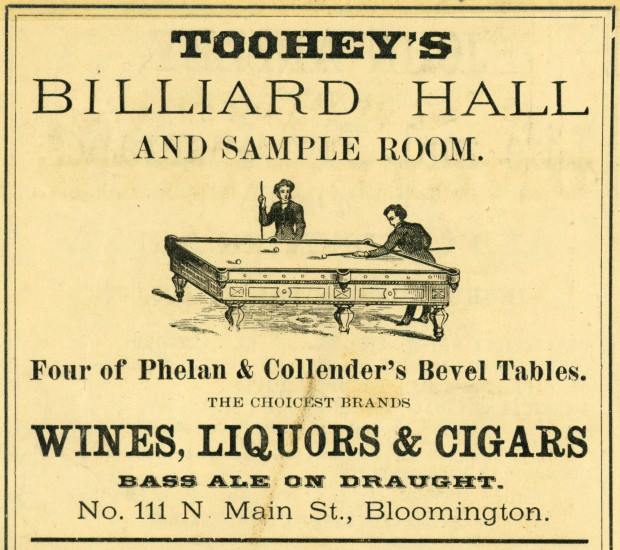 TOOHEY'S
BILLIARD HALL
AND SAMPLE ROOM.
Four of Phelan & Collender's Bevel Tables.
THE CHOICEST BRANDS
WINES, LIQUORS & CIGARS
BASS ALE ON DRAUGHT.
No. 111 N Main St., Bloomington.